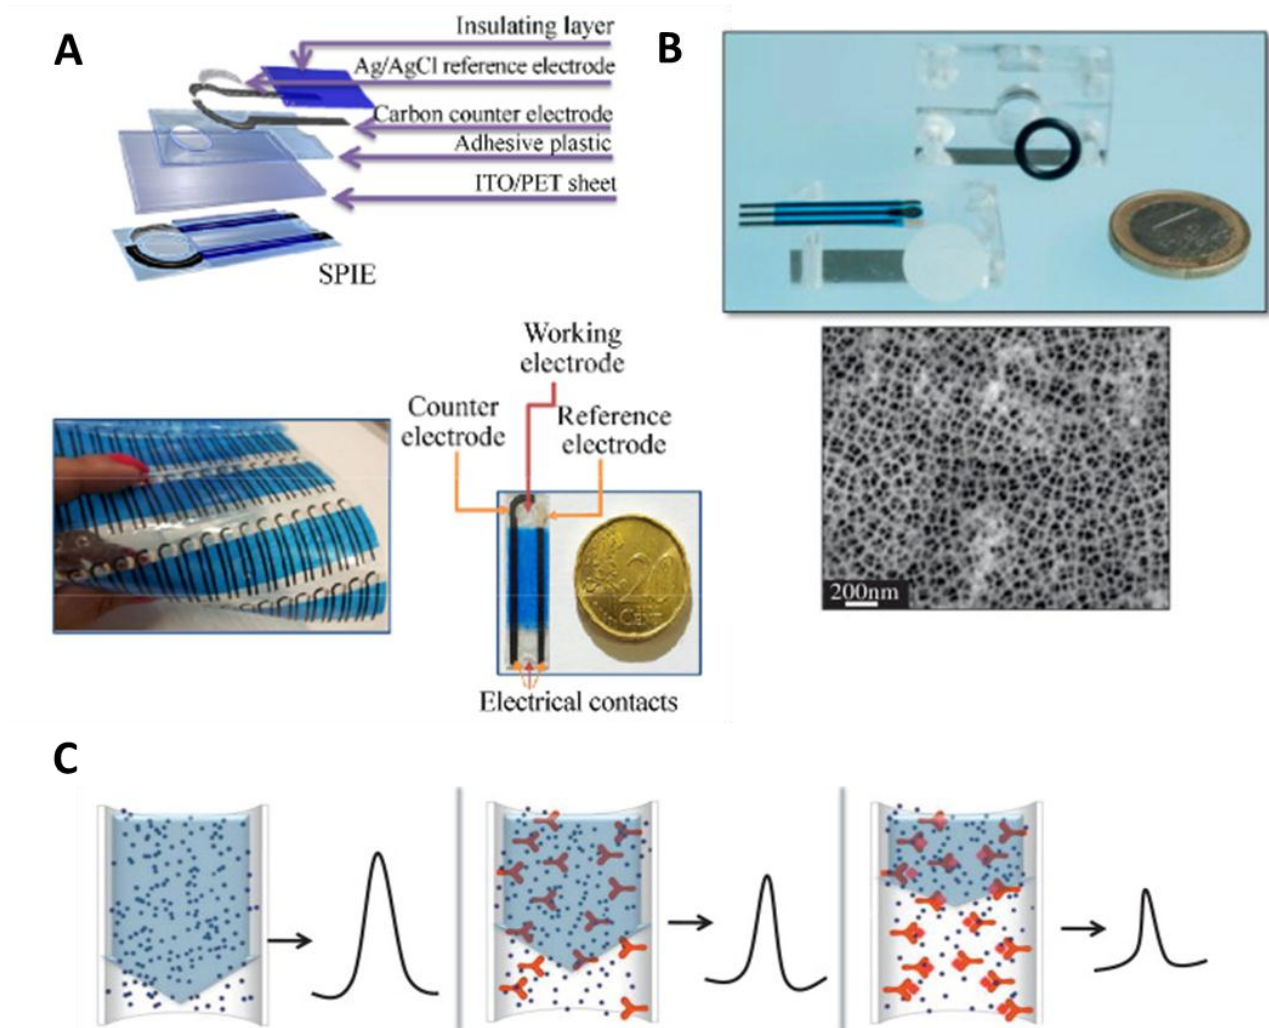 A
Insulating layer
Ag/AgCl reference electrode
Carbon counter electrode
Adhesive plastic
ITO/PET sheet
SPIE
B
Working
electrode
Counter
electrode
Reference
electrode
20
CENT
Electrical contacts
200nm
C